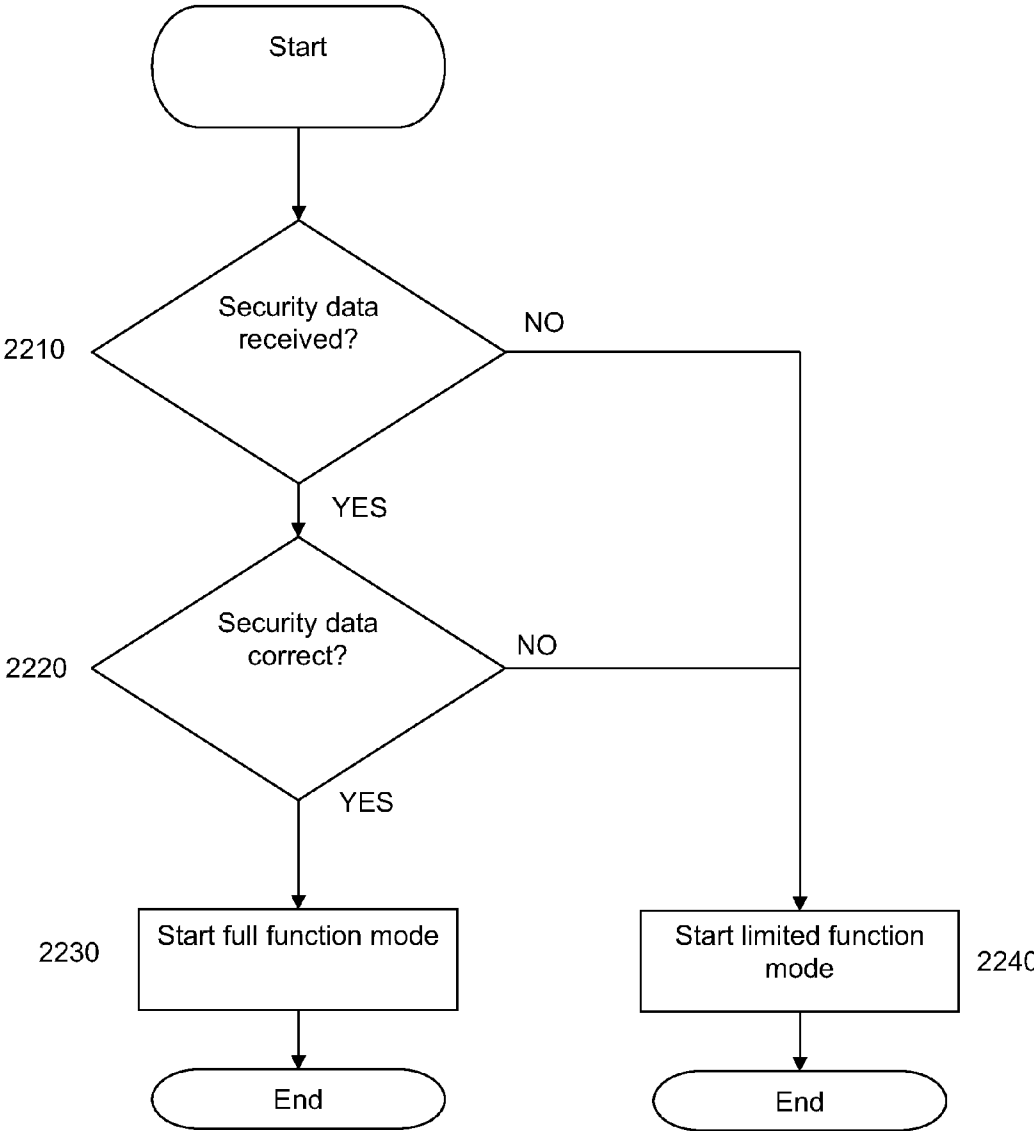 Start
Security data
received?
NO
2210
YES
Security data
correct?
NO
2220
YES
Start full function mode
2230
Start limited function
mode
2240
End
End